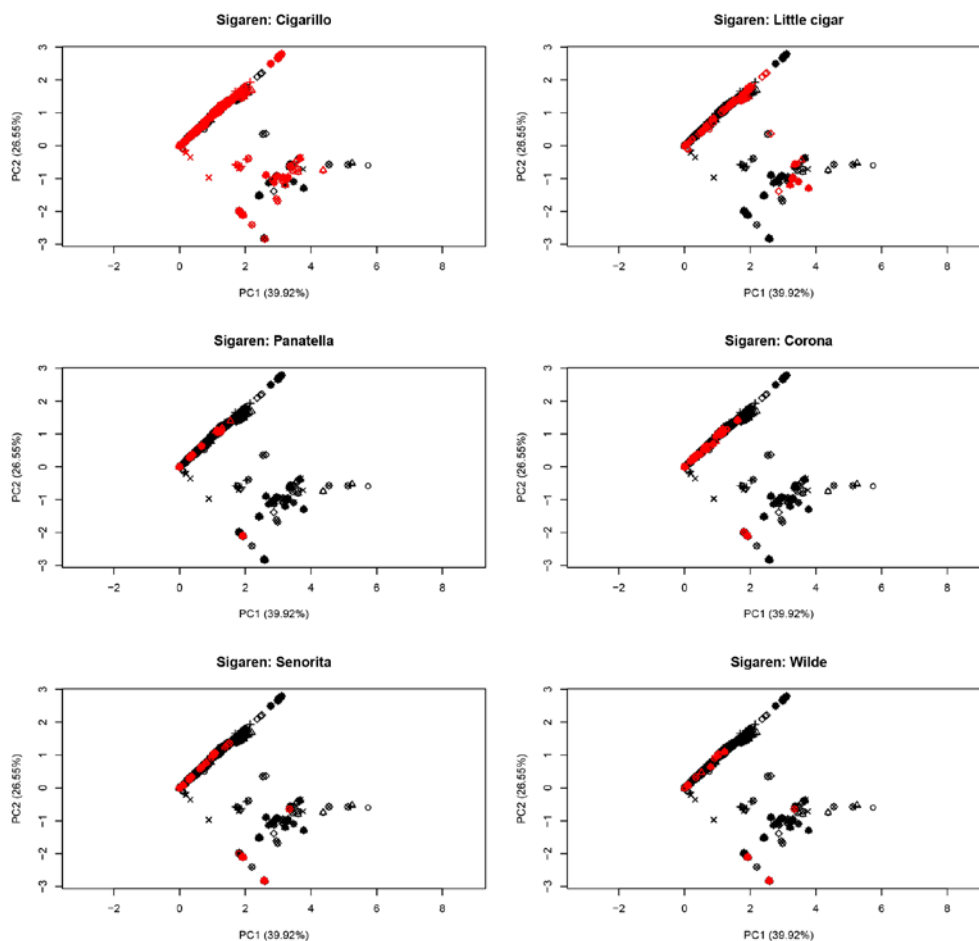 Sigaren: Cigarillo
PC2 (26.55%)
3
2
1
0
−1
−2
−3
−2 0 2 4 6 8
PC1 (39.92%)
Sigaren: Little cigar
PC2 (26.55%)
3
2
1
0
−1
−2
−3
−2 0 2 4 6 8
PC1 (39.92%)
Sigaren: Panatella
PC2 (26.55%)
3
2
1
0
−1
−2
−3
−2 0 2 4 6 8
PC1 (39.92%)
Sigaren: Corona
PC2 (26.55%)
3
2
1
0
−1
−2
−3
−2 0 2 4 6 8
PC1 (39.92%)
Sigaren: Senorita
PC2 (26.55%)
3
2
1
0
−1
−2
−3
−2 0 2 4 6 8
PC1 (39.92%)
Sigaren: Wilde
PC2 (26.55%)
3
2
1
0
−1
−2
−3
−2 0 2 4 6 8
PC1 (39.92%)